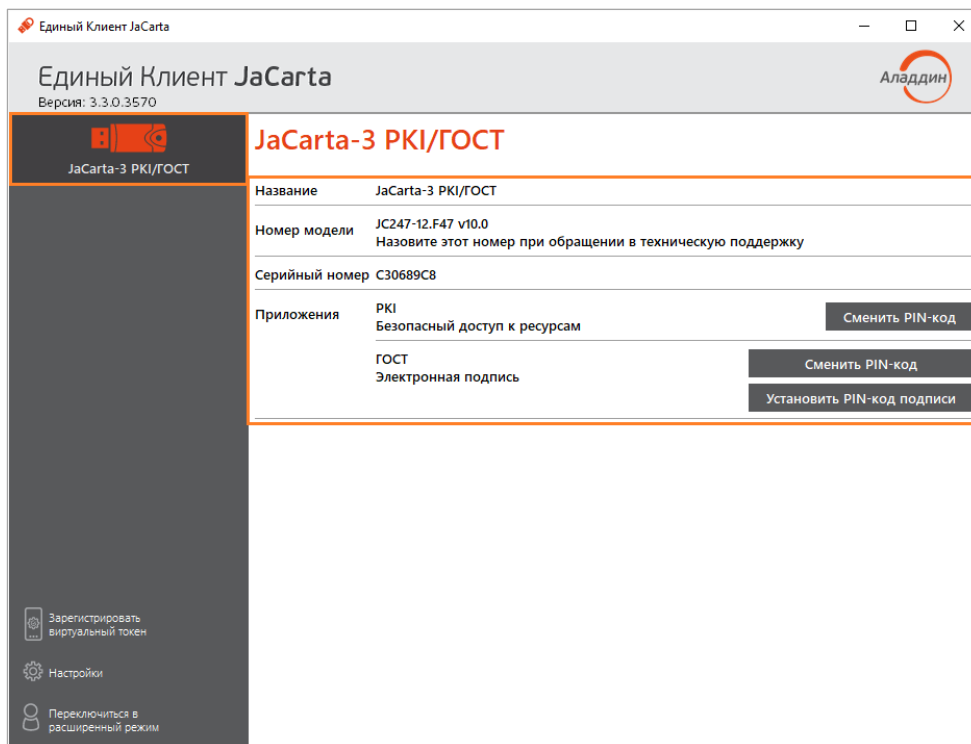 Единый Клиент JaCarta
Единый Клиент JaCarta
Версия: 3.3.0.3570
Аладдин
JaCarta-3 PKI/ГОСТ
JaCarta-3 PKI/ГОСТ
Название JaCarta-3 PKI/ГОСТ
Номер модели JC247-12.F47 v10.0
Назовите этот номер при обращении в техническую поддержку
Серийный номер C30689C8
Приложения PKI
Безопасный доступ к ресурсам
Сменить PIN-код
ГОСТ
Электронная подпись
Сменить PIN-код
Установить PIN-код подписи
Зарегистрировать
виртуальный токен
Настройки
Переключиться в
расширенный режим